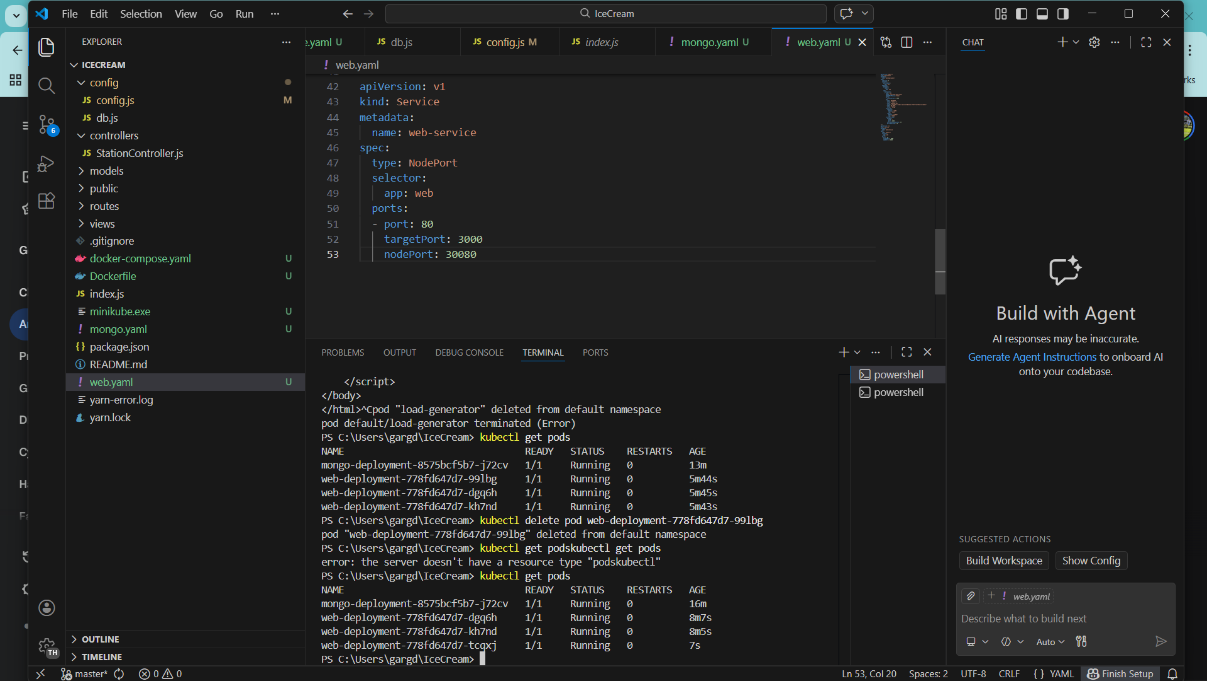 File Edit Selection View Go Run ··· IceCream
EXPLORER ···
ICECREAM
config
JS config.js M
JS db.js
controllers
JS StationController.js
models
public
routes
views
.gitignore
docker-compose.yaml U
Dockerfile U
JS index.js
minikube.exe U
! mongo.yaml U
{} package.json
README.md
! web.yaml U
yarn-error.log
yarn.lock
OUTLINE
TIMELINE
6
TH
e.yaml U JS db.js JS config.js M JS index.js ! mongo.yaml U ! web.yaml U
! web.yaml
42 apiVersion: v1
43 kind: Service
44 metadata:
45 name: web-service
46 spec:
47 type: NodePort
48 selector:
49 app: web
50 ports:
51 - port: 80
52 targetPort: 3000
53 nodePort: 30080
PROBLEMS OUTPUT DEBUG CONSOLE TERMINAL PORTS
powershell
powershell
</script>
</body>
</html>^Cpod "load-generator" deleted from default namespace
pod default/load-generator terminated (Error)
PS C:\Users\gargd\IceCream> kubectl get pods
NAME READY STATUS RESTARTS AGE
mongo-deployment-8575bcf5b7-j72cv 1/1 Running 0 13m
web-deployment-778fd647d7-99lbg 1/1 Running 0 5m44s
web-deployment-778fd647d7-dgq6h 1/1 Running 0 5m45s
web-deployment-778fd647d7-kh7nd 1/1 Running 0 5m43s
PS C:\Users\gargd\IceCream> kubectl delete pod web-deployment-778fd647d7-99lbg
pod "web-deployment-778fd647d7-99lbg" deleted from default namespace
PS C:\Users\gargd\IceCream> kubectl get podskubectl get pods
error: the server doesn't have a resource type "podskubectl"
PS C:\Users\gargd\IceCream> kubectl get pods
NAME READY STATUS RESTARTS AGE
mongo-deployment-8575bcf5b7-j72cv 1/1 Running 0 16m
web-deployment-778fd647d7-dgq6h 1/1 Running 0 8m7s
web-deployment-778fd647d7-kh7nd 1/1 Running 0 8m5s
web-deployment-778fd647d7-tcqxj 1/1 Running 0 7s
PS C:\Users\gargd\IceCream>
CHAT
Build with Agent
AI responses may be inaccurate.
Generate Agent Instructions to onboard AI
onto your codebase.
SUGGESTED ACTIONS
Build Workspace Show Config
+ ! web.yaml
Describe what to build next
Auto
master* 0 0 Ln 53, Col 20 Spaces: 2 UTF-8 CRLF {} YAML Finish Setup